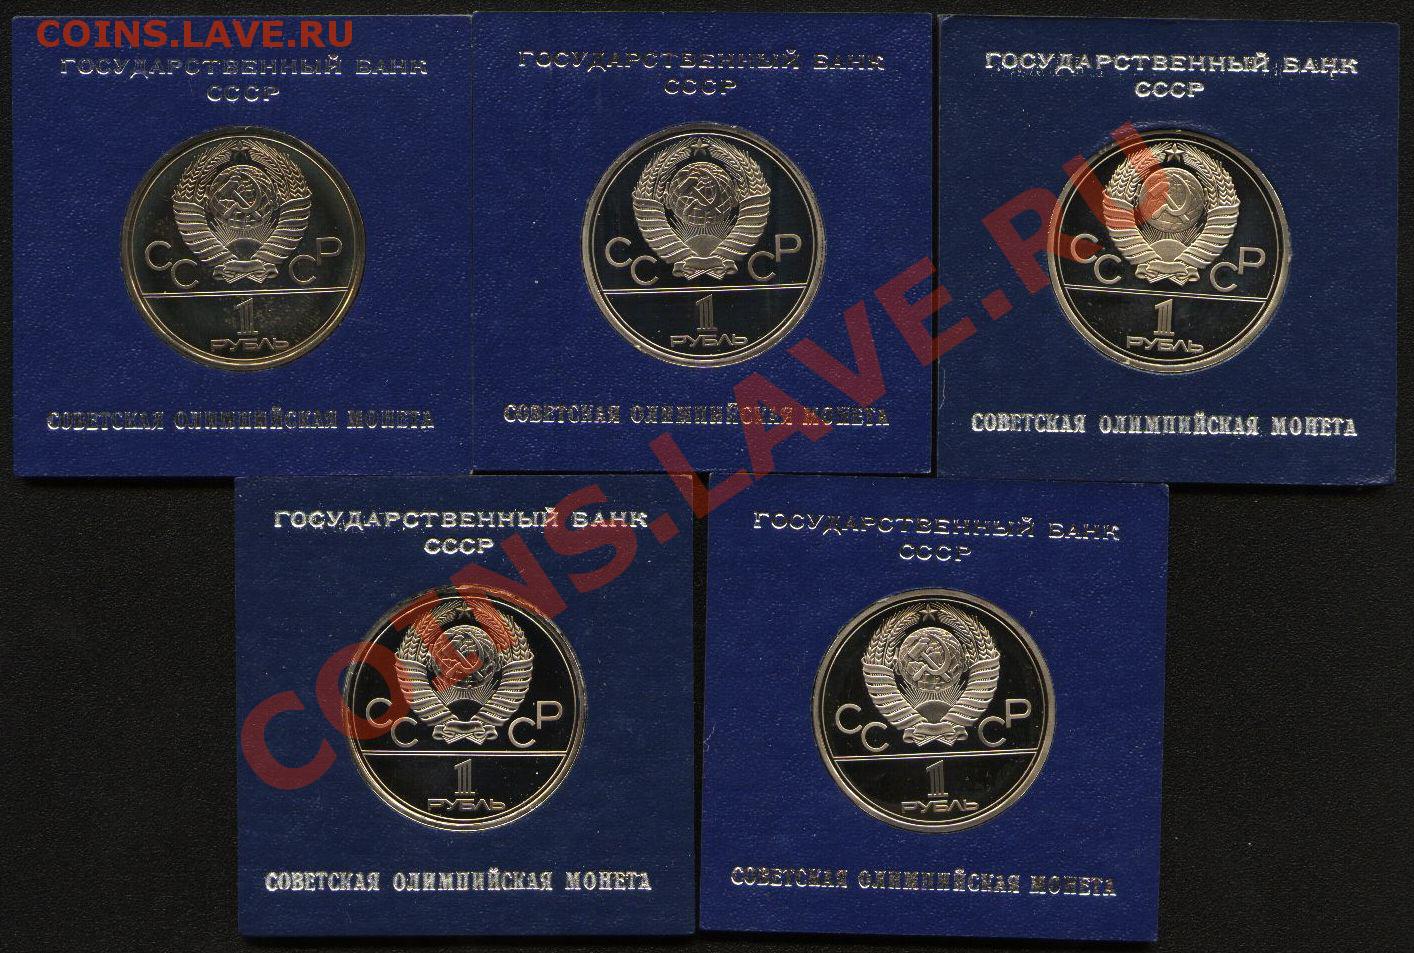 COINS.LAVE.RU
ГОСУДАРСТВЕННЫЙ БАНК
СССР
СССР
1
РУБЛЬ
СОВЕТСКАЯ ОЛИМПИЙСКАЯ МОНЕТА
ГОСУДАРСТВЕННЫЙ БАНК
СССР
СССР
1
РУБЛЬ
СОВЕТСКАЯ ОЛИМПИЙСКАЯ МОНЕТА
ГОСУДАРСТВЕННЫЙ БАНК
СССР
СССР
1
РУБЛЬ
СОВЕТСКАЯ ОЛИМПИЙСКАЯ МОНЕТА
ГОСУДАРСТВЕННЫЙ БАНК
СССР
СССР
1
РУБЛЬ
СОВЕТСКАЯ ОЛИМПИЙСКАЯ МОНЕТА
ГОСУДАРСТВЕННЫЙ БАНК
СССР
СССР
1
РУБЛЬ
СОВЕТСКАЯ ОЛИМПИЙСКАЯ МОНЕТА
COINS.LAVE.RU